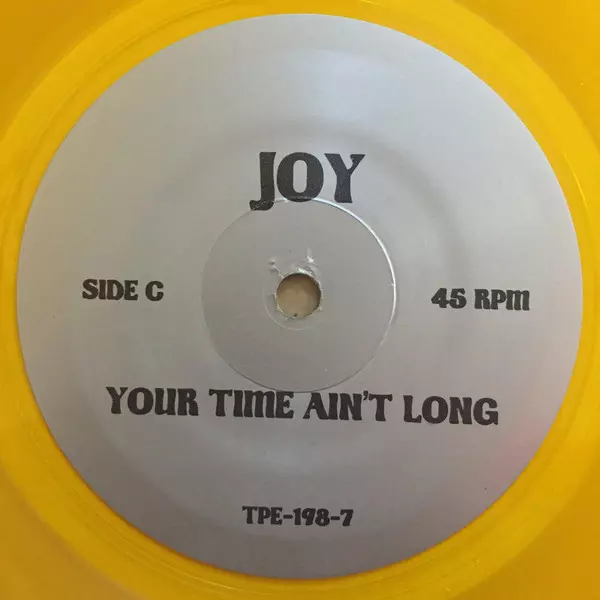 JOY
SIDE C
45 RPM
YOUR TIME AIN'T LONG
TPE-198-7